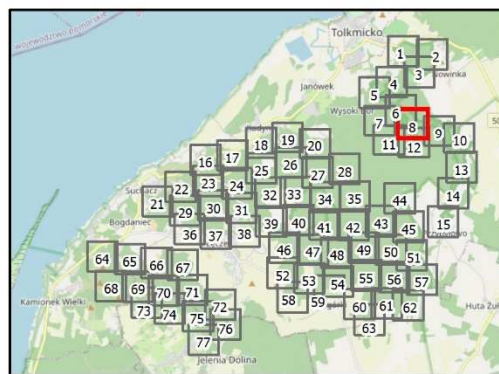 województwo pomorskie
Tolkmicko
1 2
3
4
Janówek
5
6
7 8
9 10
11 12
13
14
15
16 17 18 19 20
21 22 23 24 25 26 27 28
Suchacz
29 30 31 32 33 34 35
Bogdaniec
36 37 38 39 40 41 42 43 44 45
46 47 48 49 50 51
52 53 54 55 56 57
58 59 60 61 62
63
64 65 66 67
68 69 70 71 72
Kamionek Wielki
73 74 75 76
77
Jelenia Dolina